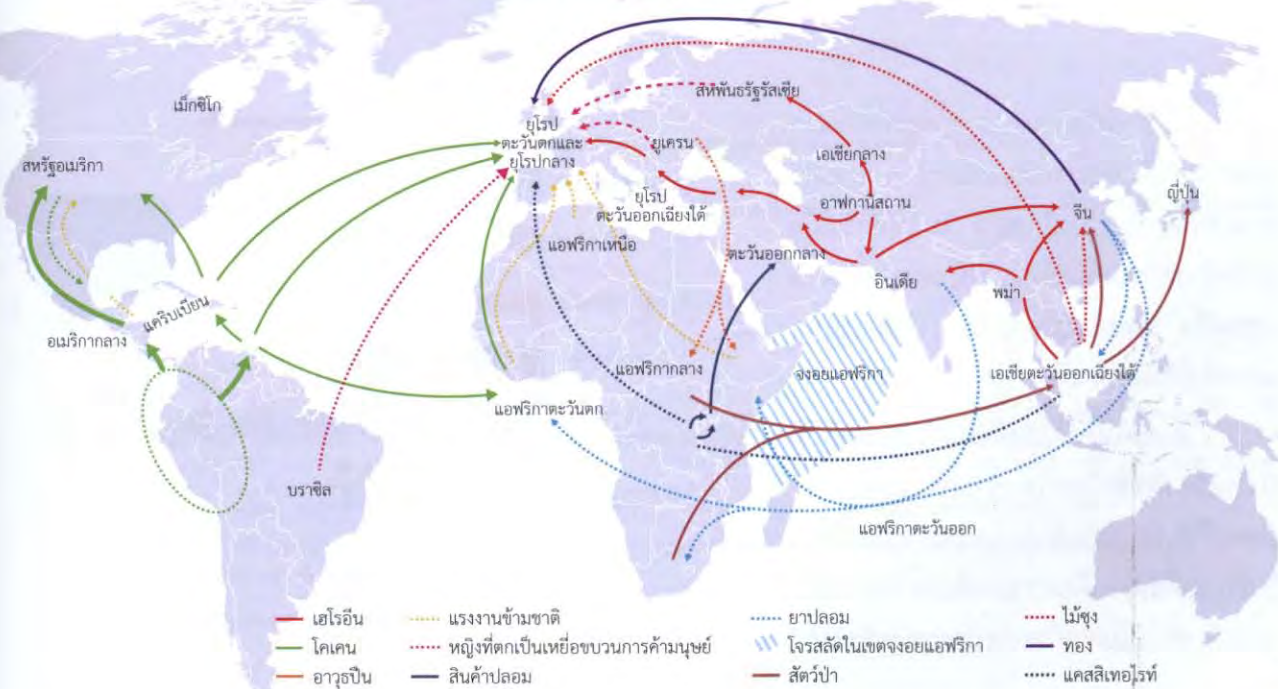 เม็กซิโก
สหพันธรัฐรัสเซีย
ยุโรป
ตะวันตกและ
ยุโรปกลาง
ยูเครน
เอเชียกลาง
สหรัฐอเมริกา
ยุโรป
ตะวันออกเฉียงใต้
อาฟกานิสถาน
จีน
ญี่ปุ่น
แอฟริกาเหนือ
ตะวันออกกลาง
อินเดีย
พม่า
แคริบเบียน
อเมริกากลาง
แอฟริกากลาง
จงอยแอฟริกา
เอเชียตะวันออกเฉียงใต้
แอฟริกาตะวันตก
บราซิล
แอฟริกาตะวันออก
เฮโรอีน
แรงงานข้ามชาติ
ยาปลอม
ไม้ซุง
โคเคน
หญิงที่ตกเป็นเหยื่อขบวนการค้ามนุษย์
โจรสลัดในเขตจงอยแอฟริกา
ทอง
อาวุธปืน
สินค้าปลอม
สัตว์ป่า
แคสสิเทอไรท์